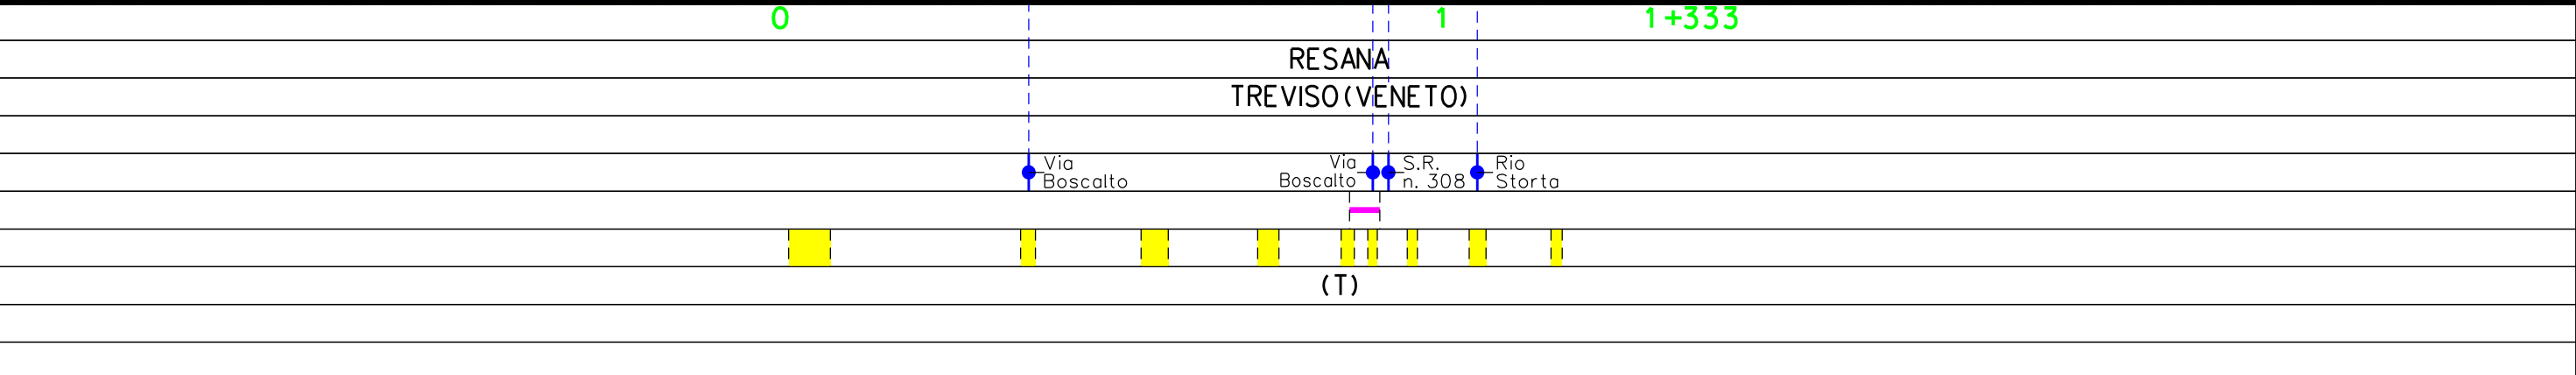 0 1 1+333
RESANA
TREVISO(VENETO)
Via
Boscalto
Via
Boscalto
S.R.
n. 308
Rio
Storta
(T)